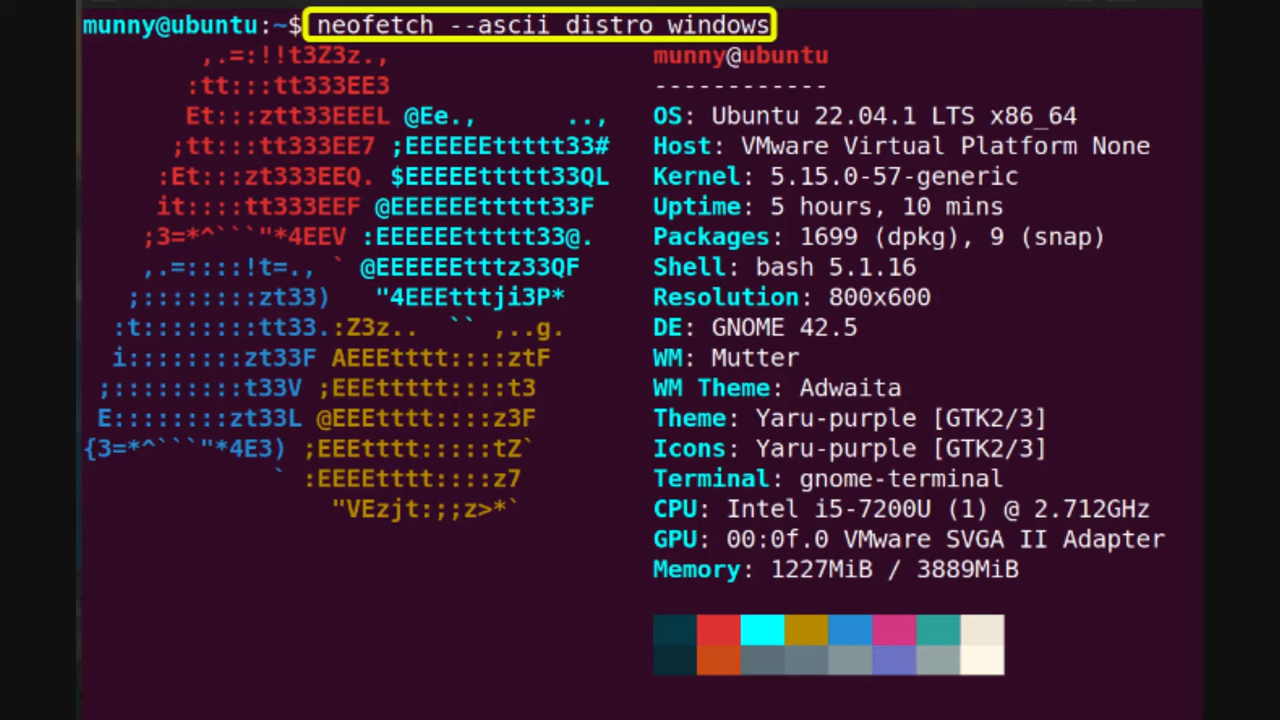 munny@ubuntu:~$ neofetch --ascii distro windows
         ,.=:!!t3Z3z.,                  munny@ubuntu
       :tt:::tt333EE3                  ------------
       Et:::ztt33EEEL @Ee.,      ..,   OS: Ubuntu 22.04.1 LTS x86_64
      ;tt:::tt333EE7 ;EEEEEEttttt33#   Host: VMware Virtual Platform None
     :Et:::zt333EEQ. $EEEEEttttt33QL   Kernel: 5.15.0-57-generic
     it::::tt333EEF @EEEEEEttttt33F    Uptime: 5 hours, 10 mins
    ;3=*^```"*4EEV :EEEEEEttttt33@.    Packages: 1699 (dpkg), 9 (snap)
    ,.=::::!t=., ` @EEEEEEtttz33QF     Shell: bash 5.1.16
   ;::::::::zt33)   "4EEEtttji3P*      Resolution: 800x600
  :t::::::::tt33.:Z3z..  `` ,..g.      DE: GNOME 42.5
  i::::::::zt33F AEEEtttt::::ztF       WM: Mutter
 ;:::::::::t33V ;EEEttttt::::t3        WM Theme: Adwaita
 E::::::::zt33L @EEEtttt::::z3F        Theme: Yaru-purple [GTK2/3]
{3=*^```"*4E3) ;EEEtttt:::::tZ`        Icons: Yaru-purple [GTK2/3]
             ` :EEEEtttt::::z7         Terminal: gnome-terminal
                 "VEzjt:;;z>*`         CPU: Intel i5-7200U (1) @ 2.712GHz
                                       GPU: 00:0f.0 VMware SVGA II Adapter
                                       Memory: 1227MiB / 3889MiB